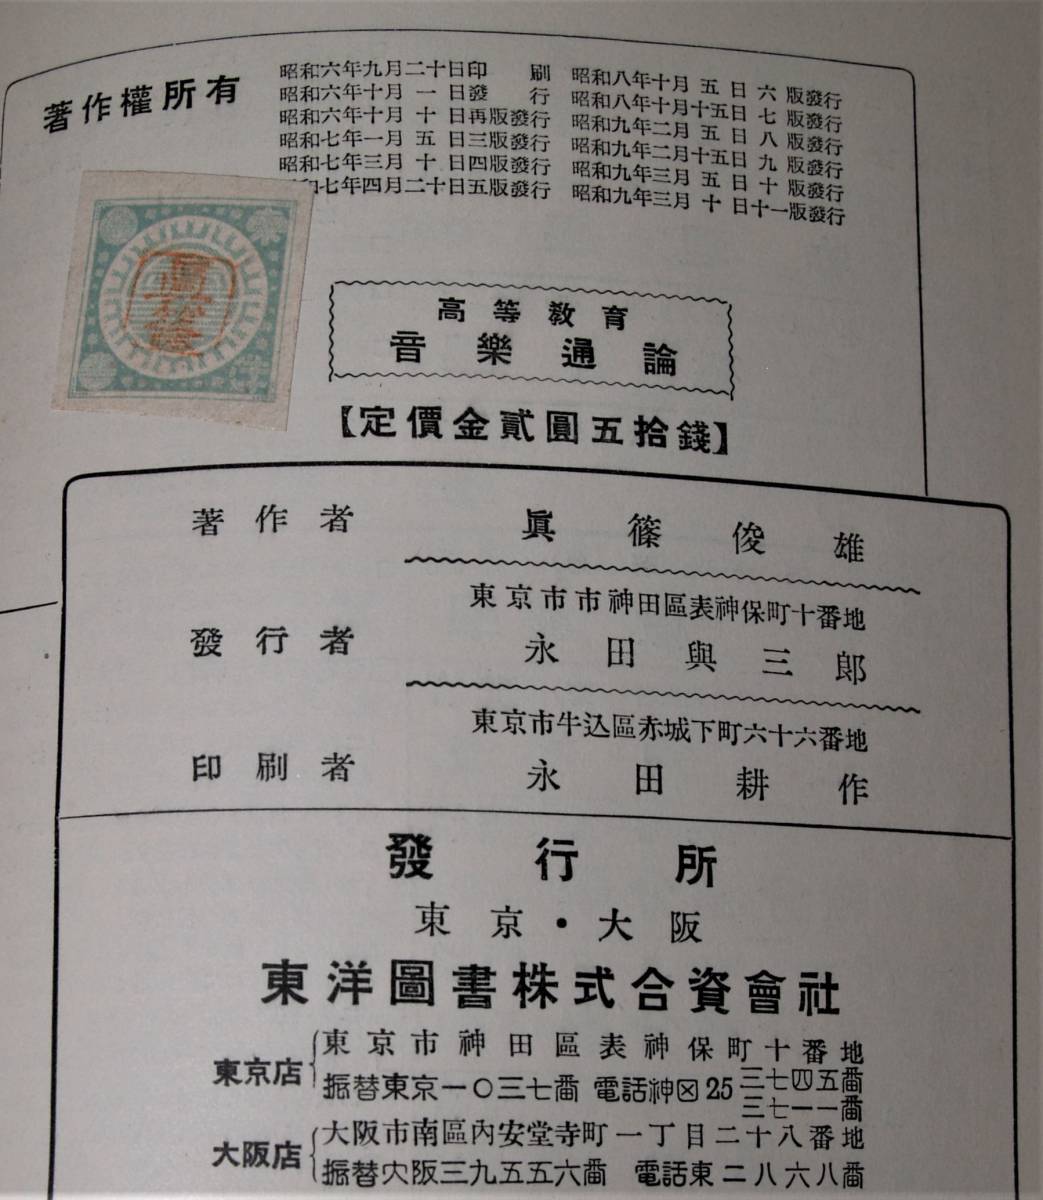 著作權所有
昭和六年九月二十日印刷
昭和六年十月一日發行
昭和六年十月十日再版發行
昭和七年一月五日三版發行
昭和七年三月十日四版發行
和七年四月二十日五版發行
昭和八年十月五日六版發行
昭和八年十月十五日七版發行
昭和九年二月五日八版發行
昭和九年二月十五日九版發行
昭和九年三月五日十版發行
昭和九年三月十日十一版發行
高等教育
音樂通論
【定價金貳圓五拾錢】
著作者 眞篠俊雄
東京市市神田區表神保町十番地
發行者 永田與三郎
東京市牛込區赤城下町六十六番地
印刷者 永田耕作
發行所
東京・大阪
東洋圖書株式合資會社
東京店
東京市神田區表神保町十番地
振替東京一〇三七番 電話神田25 三七四五番
三七一一番
大阪店
大阪市南區內安堂寺町一丁目二十八番地
振替大阪三九五五六番 電話東二八六八番